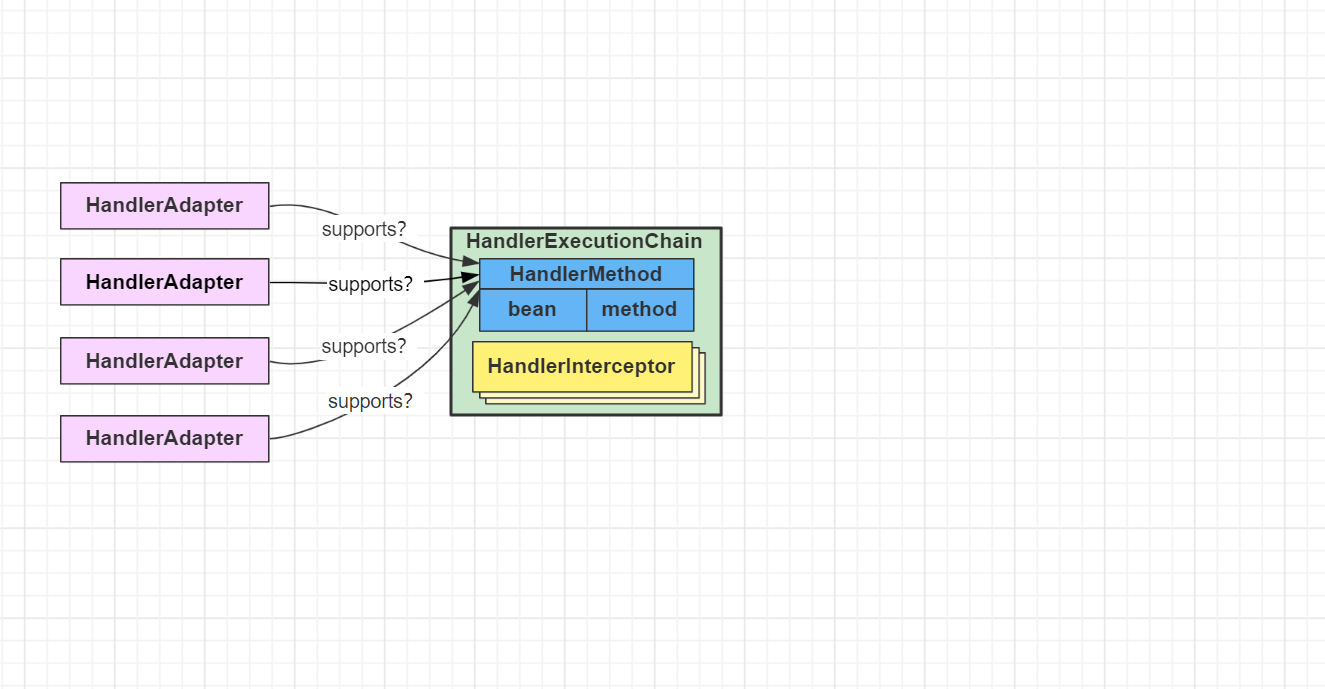 HandlerAdapter
supports?
HandlerAdapter
supports?
HandlerAdapter
supports?
HandlerAdapter
supports?
HandlerExecutionChain
HandlerMethod
bean method
HandlerInterceptor